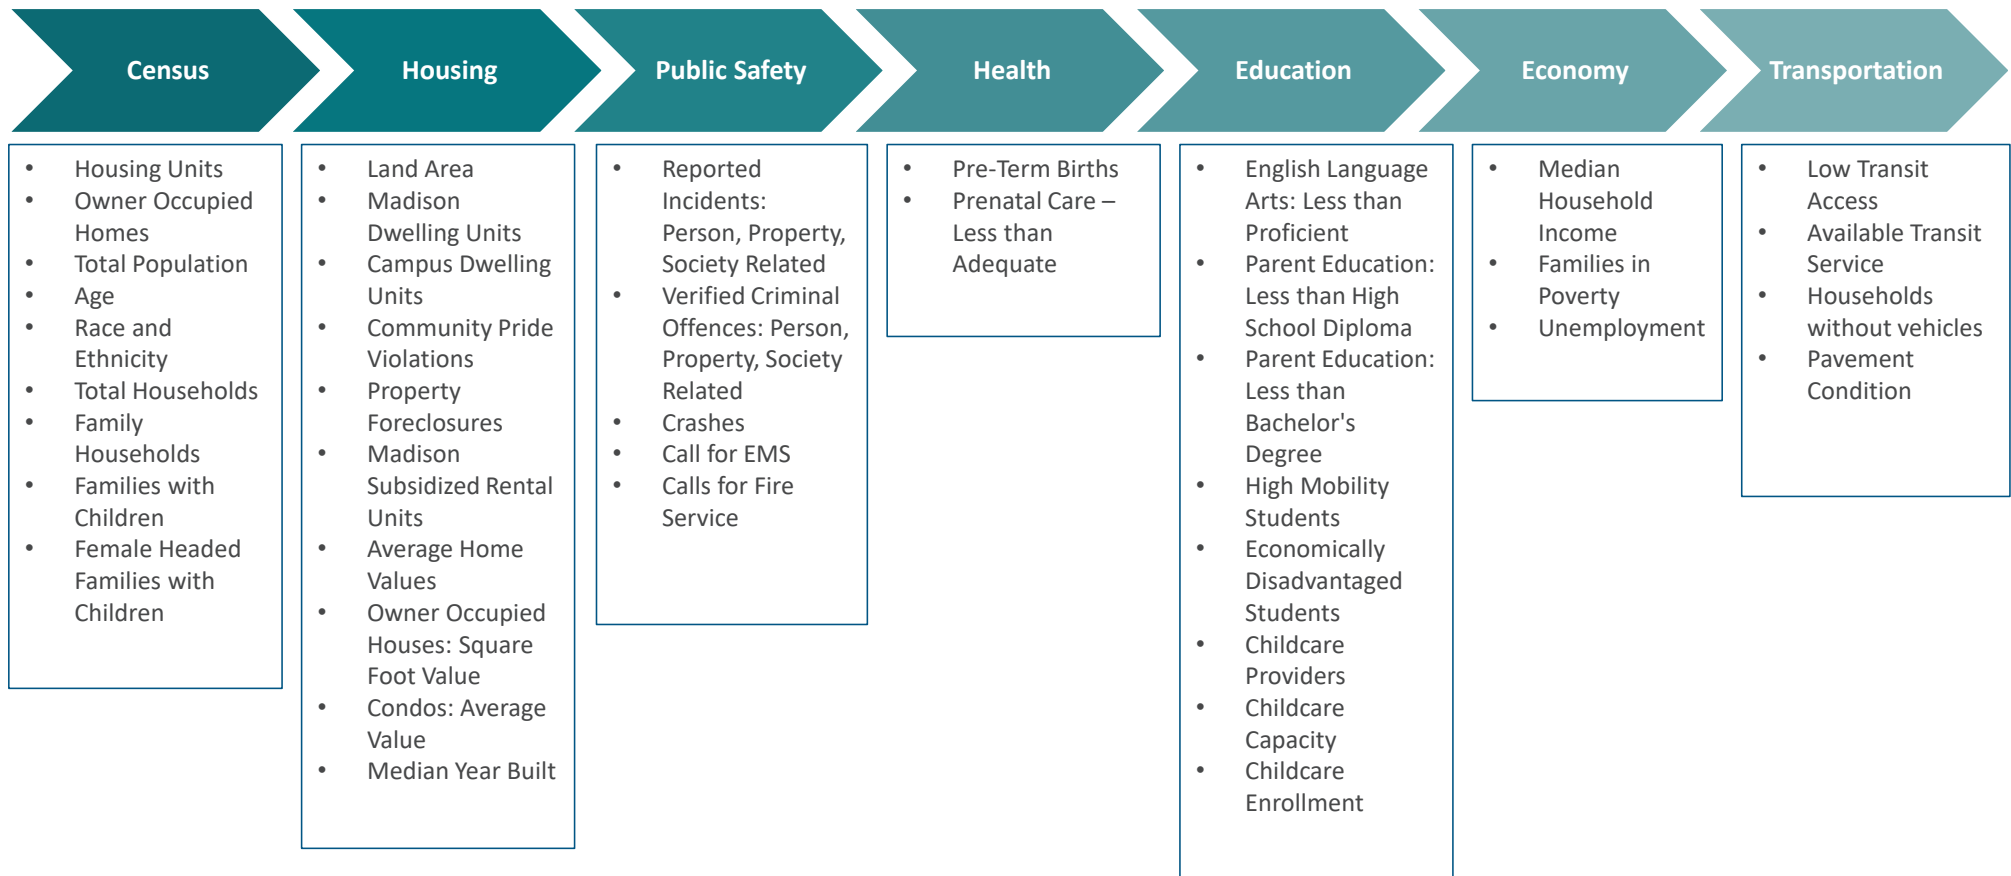 Census
Housing
Public Safety
Health
Education
Economy
Transportation
• Housing Units
• Owner Occupied
Homes
• Total Population
• Age
• Race and
Ethnicity
• Total Households
• Family
Households
• Families with
Children
• Female Headed
Families with
Children
• Land Area
• Madison
Dwelling Units
• Campus Dwelling
Units
• Community Pride
Violations
• Property
Foreclosures
• Madison
Subsidized Rental
Units
• Average Home
Values
• Owner Occupied
Houses: Square
Foot Value
• Condos: Average
Value
• Median Year Built
• Reported
Incidents:
Person, Property,
Society Related
• Verified Criminal
Offences: Person,
Property, Society
Related
• Crashes
• Call for EMS
• Calls for Fire
Service
• Pre-Term Births
• Prenatal Care –
Less than
Adequate
• English Language
Arts: Less than
Proficient
• Parent Education:
Less than High
School Diploma
• Parent Education:
Less than
Bachelor's
Degree
• High Mobility
Students
• Economically
Disadvantaged
Students
• Childcare
Providers
• Childcare
Capacity
• Childcare
Enrollment
• Median
Household
Income
• Families in
Poverty
• Unemployment
• Low Transit
Access
• Available Transit
Service
• Households
without vehicles
• Pavement
Condition